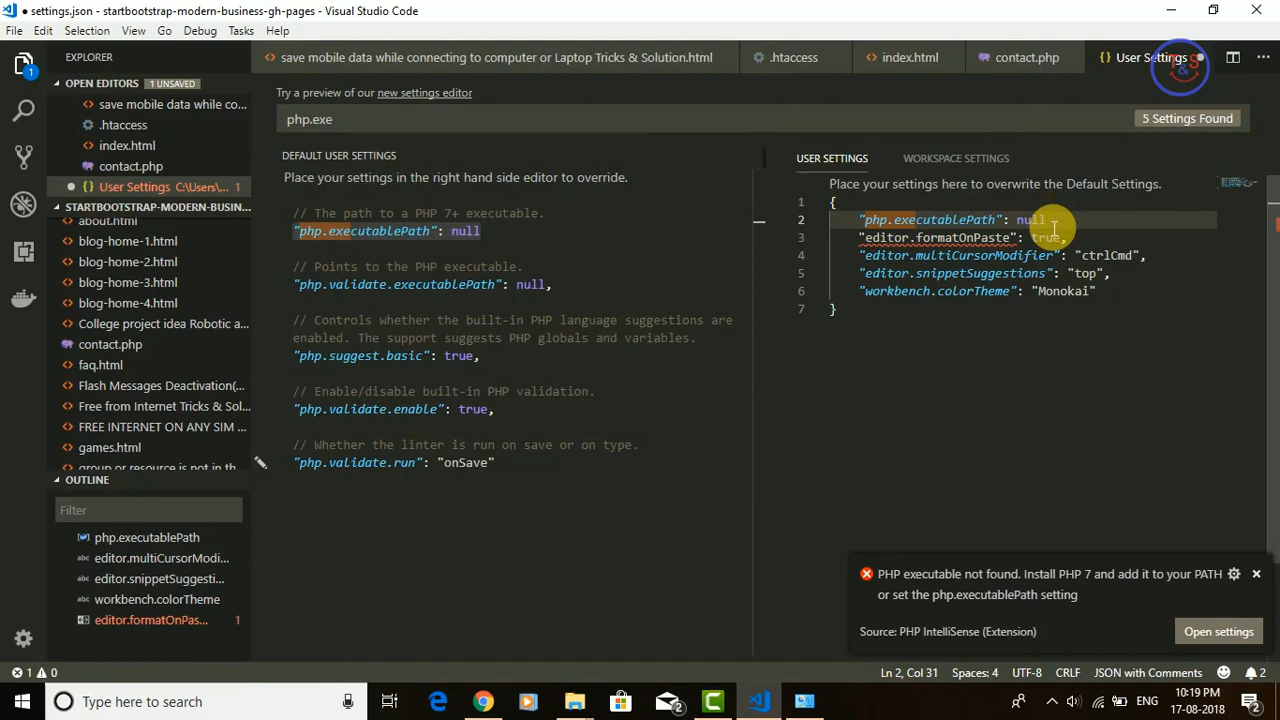 settings.json - startbootstrap-modern-business-gh-pages - Visual Studio Code
File Edit Selection View Go Debug Tasks Help
EXPLORER
save mobile data while connecting to computer or Laptop Tricks & Solution.html
.htaccess
index.html
contact.php
User Settings
OPEN EDITORS 1 UNSAVED
save mobile data while co...
.htaccess
index.html
contact.php
User Settings C:\Users\... 1
STARTBOOTSTRAP-MODERN-BUSIN...
about.html
blog-home-1.html
blog-home-2.html
blog-home-3.html
blog-home-4.html
College project idea Robotic a...
contact.php
faq.html
Flash Messages Deactivation(...
Free from Internet Tricks & Sol...
FREE INTERNET ON ANY SIM ...
games.html
group or resource is not in th...
OUTLINE
Filter
php.executablePath
editor.multiCursorModi...
editor.snippetSuggesti...
workbench.colorTheme
editor.formatOnPas... 1
Try a preview of our new settings editor
php.exe
5 Settings Found
DEFAULT USER SETTINGS
Place your settings in the right hand side editor to override.
// The path to a PHP 7+ executable.
"php.executablePath": null
// Points to the PHP executable.
"php.validate.executablePath": null,
// Controls whether the built-in PHP language suggestions are
enabled. The support suggests PHP globals and variables.
"php.suggest.basic": true,
// Enable/disable built-in PHP validation.
"php.validate.enable": true,
// Whether the linter is run on save or on type.
"php.validate.run": "onSave"
USER SETTINGS WORKSPACE SETTINGS
Place your settings here to overwrite the Default Settings.
1 {
2 "php.executablePath": null
3 "editor.formatOnPaste": true,
4 "editor.multiCursorModifier": "ctrlCmd",
5 "editor.snippetSuggestions": "top",
6 "workbench.colorTheme": "Monokai"
7 }
PHP executable not found. Install PHP 7 and add it to your PATH
or set the php.executablePath setting
Source: PHP IntelliSense (Extension)
Open settings
1 0
Ln 2, Col 31 Spaces: 4 UTF-8 CRLF JSON with Comments 2
Type here to search
2
ENG
10:19 PM
17-08-2018
2